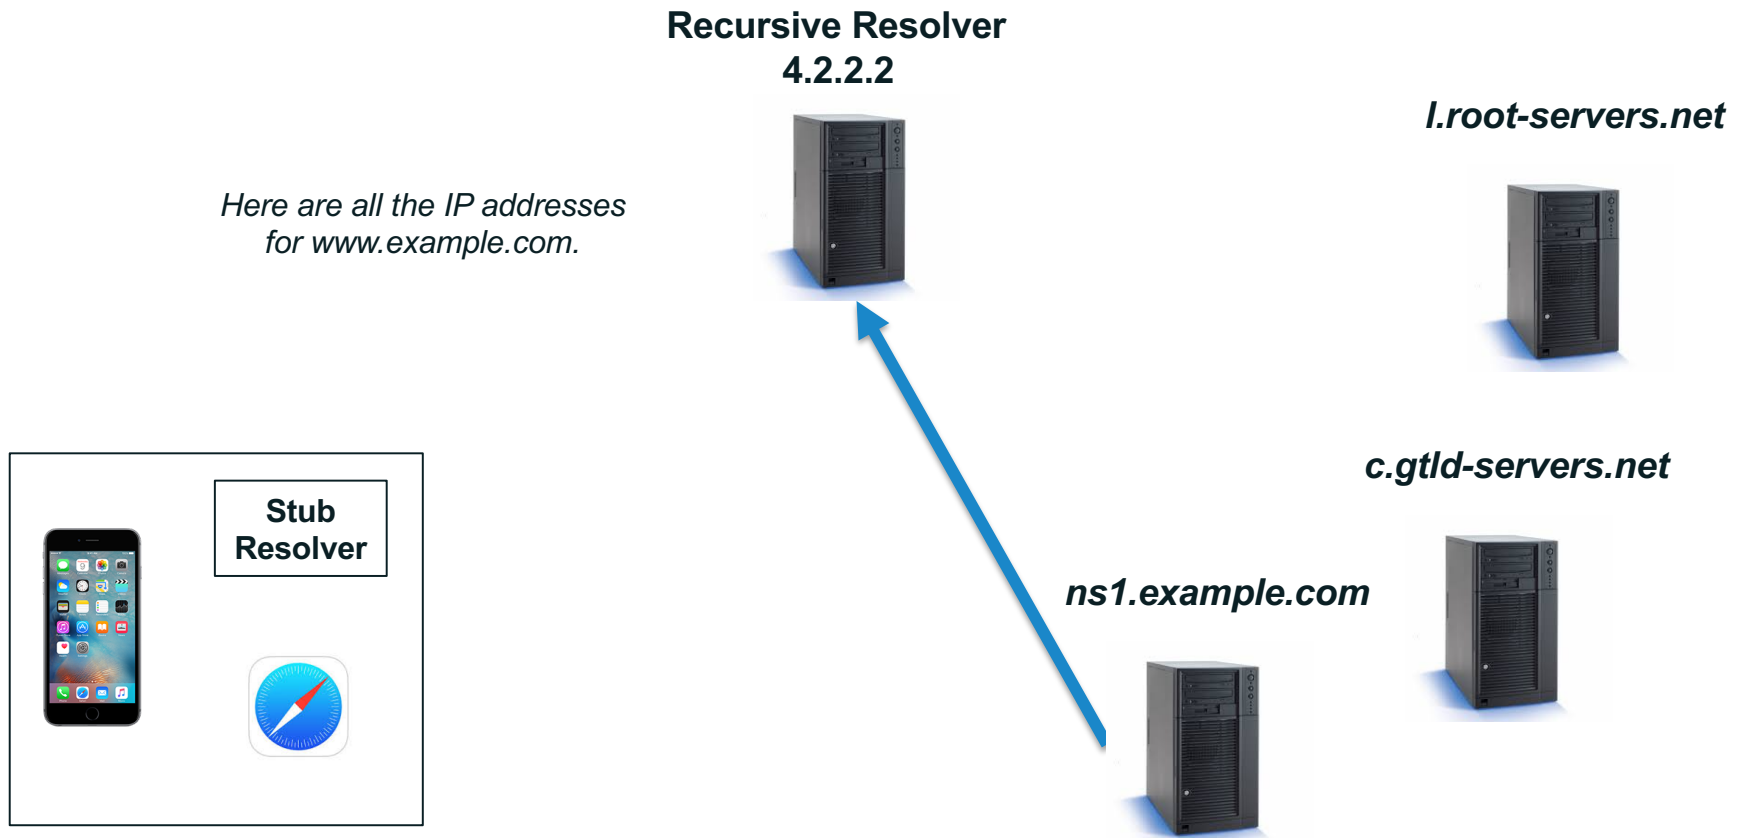 Recursive Resolver
4.2.2.2
l.root-servers.net
Here are all the IP addresses
for www.example.com.
c.gtld-servers.net
Stub
Resolver
ns1.example.com